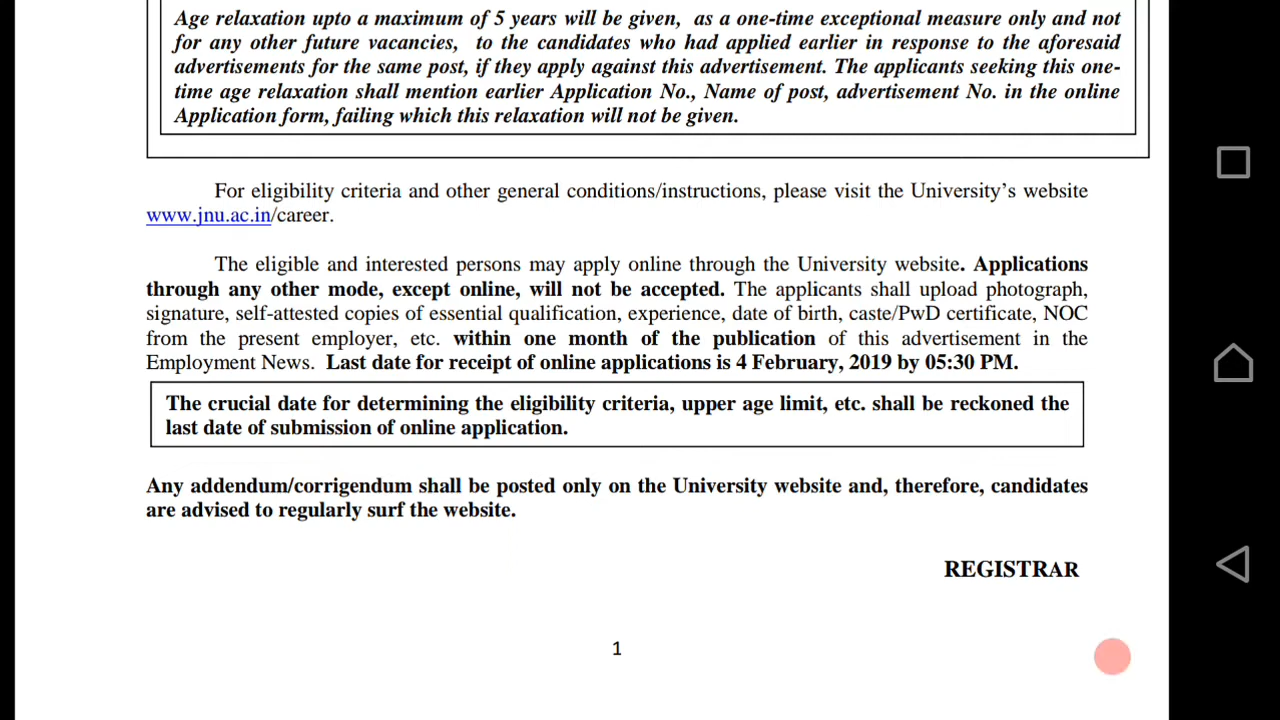 Age relaxation upto a maximum of 5 years will be given, as a one-time exceptional measure only and not
for any other future vacancies, to the candidates who had applied earlier in response to the aforesaid
advertisements for the same post, if they apply against this advertisement. The applicants seeking this one-
time age relaxation shall mention earlier Application No., Name of post, advertisement No. in the online
Application form, failing which this relaxation will not be given.
For eligibility criteria and other general conditions/instructions, please visit the University's website
www.jnu.ac.in/career.
The eligible and interested persons may apply online through the University website. Applications
through any other mode, except online, will not be accepted. The applicants shall upload photograph,
signature, self-attested copies of essential qualification, experience, date of birth, caste/PwD certificate, NOC
from the present employer, etc. within one month of the publication of this advertisement in the
Employment News. Last date for receipt of online applications is 4 February, 2019 by 05:30 PM.
The crucial date for determining the eligibility criteria, upper age limit, etc. shall be reckoned the
last date of submission of online application.
Any addendum/corrigendum shall be posted only on the University website and, therefore, candidates
are advised to regularly surf the website.
REGISTRAR
1